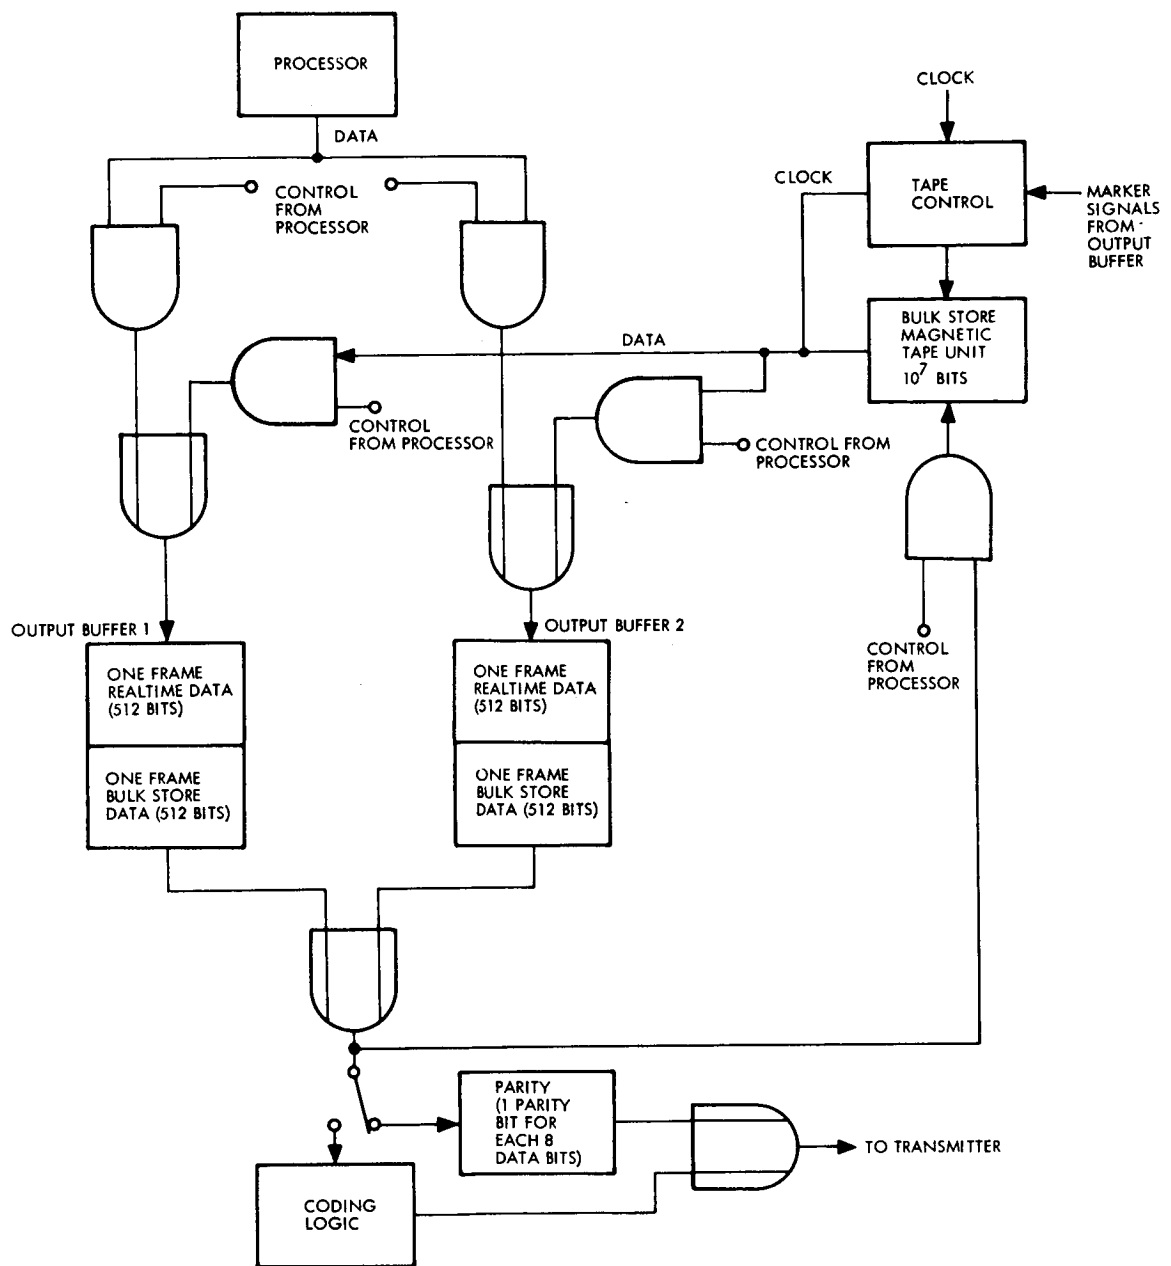 PROCESSOR
DATA
CLOCK
CONTROL
FROM
PROCESSOR
CLOCK
TAPE
CONTROL
MARKER
SIGNALS
FROM
OUTPUT
BUFFER
DATA
BULK STORE
MAGNETIC
TAPE UNIT
10^7 BITS
CONTROL
FROM PROCESSOR
CONTROL FROM
PROCESSOR
OUTPUT BUFFER 1
OUTPUT BUFFER 2
CONTROL
FROM
PROCESSOR
ONE FRAME
REALTIME DATA
(512 BITS)
ONE FRAME
REALTIME DATA
(512 BITS)
ONE FRAME
BULK STORE
DATA (512 BITS)
ONE FRAME
BULK STORE
DATA (512 BITS)
PARITY
(1 PARITY
BIT FOR
EACH 8
DATA BITS)
TO TRANSMITTER
CODING
LOGIC